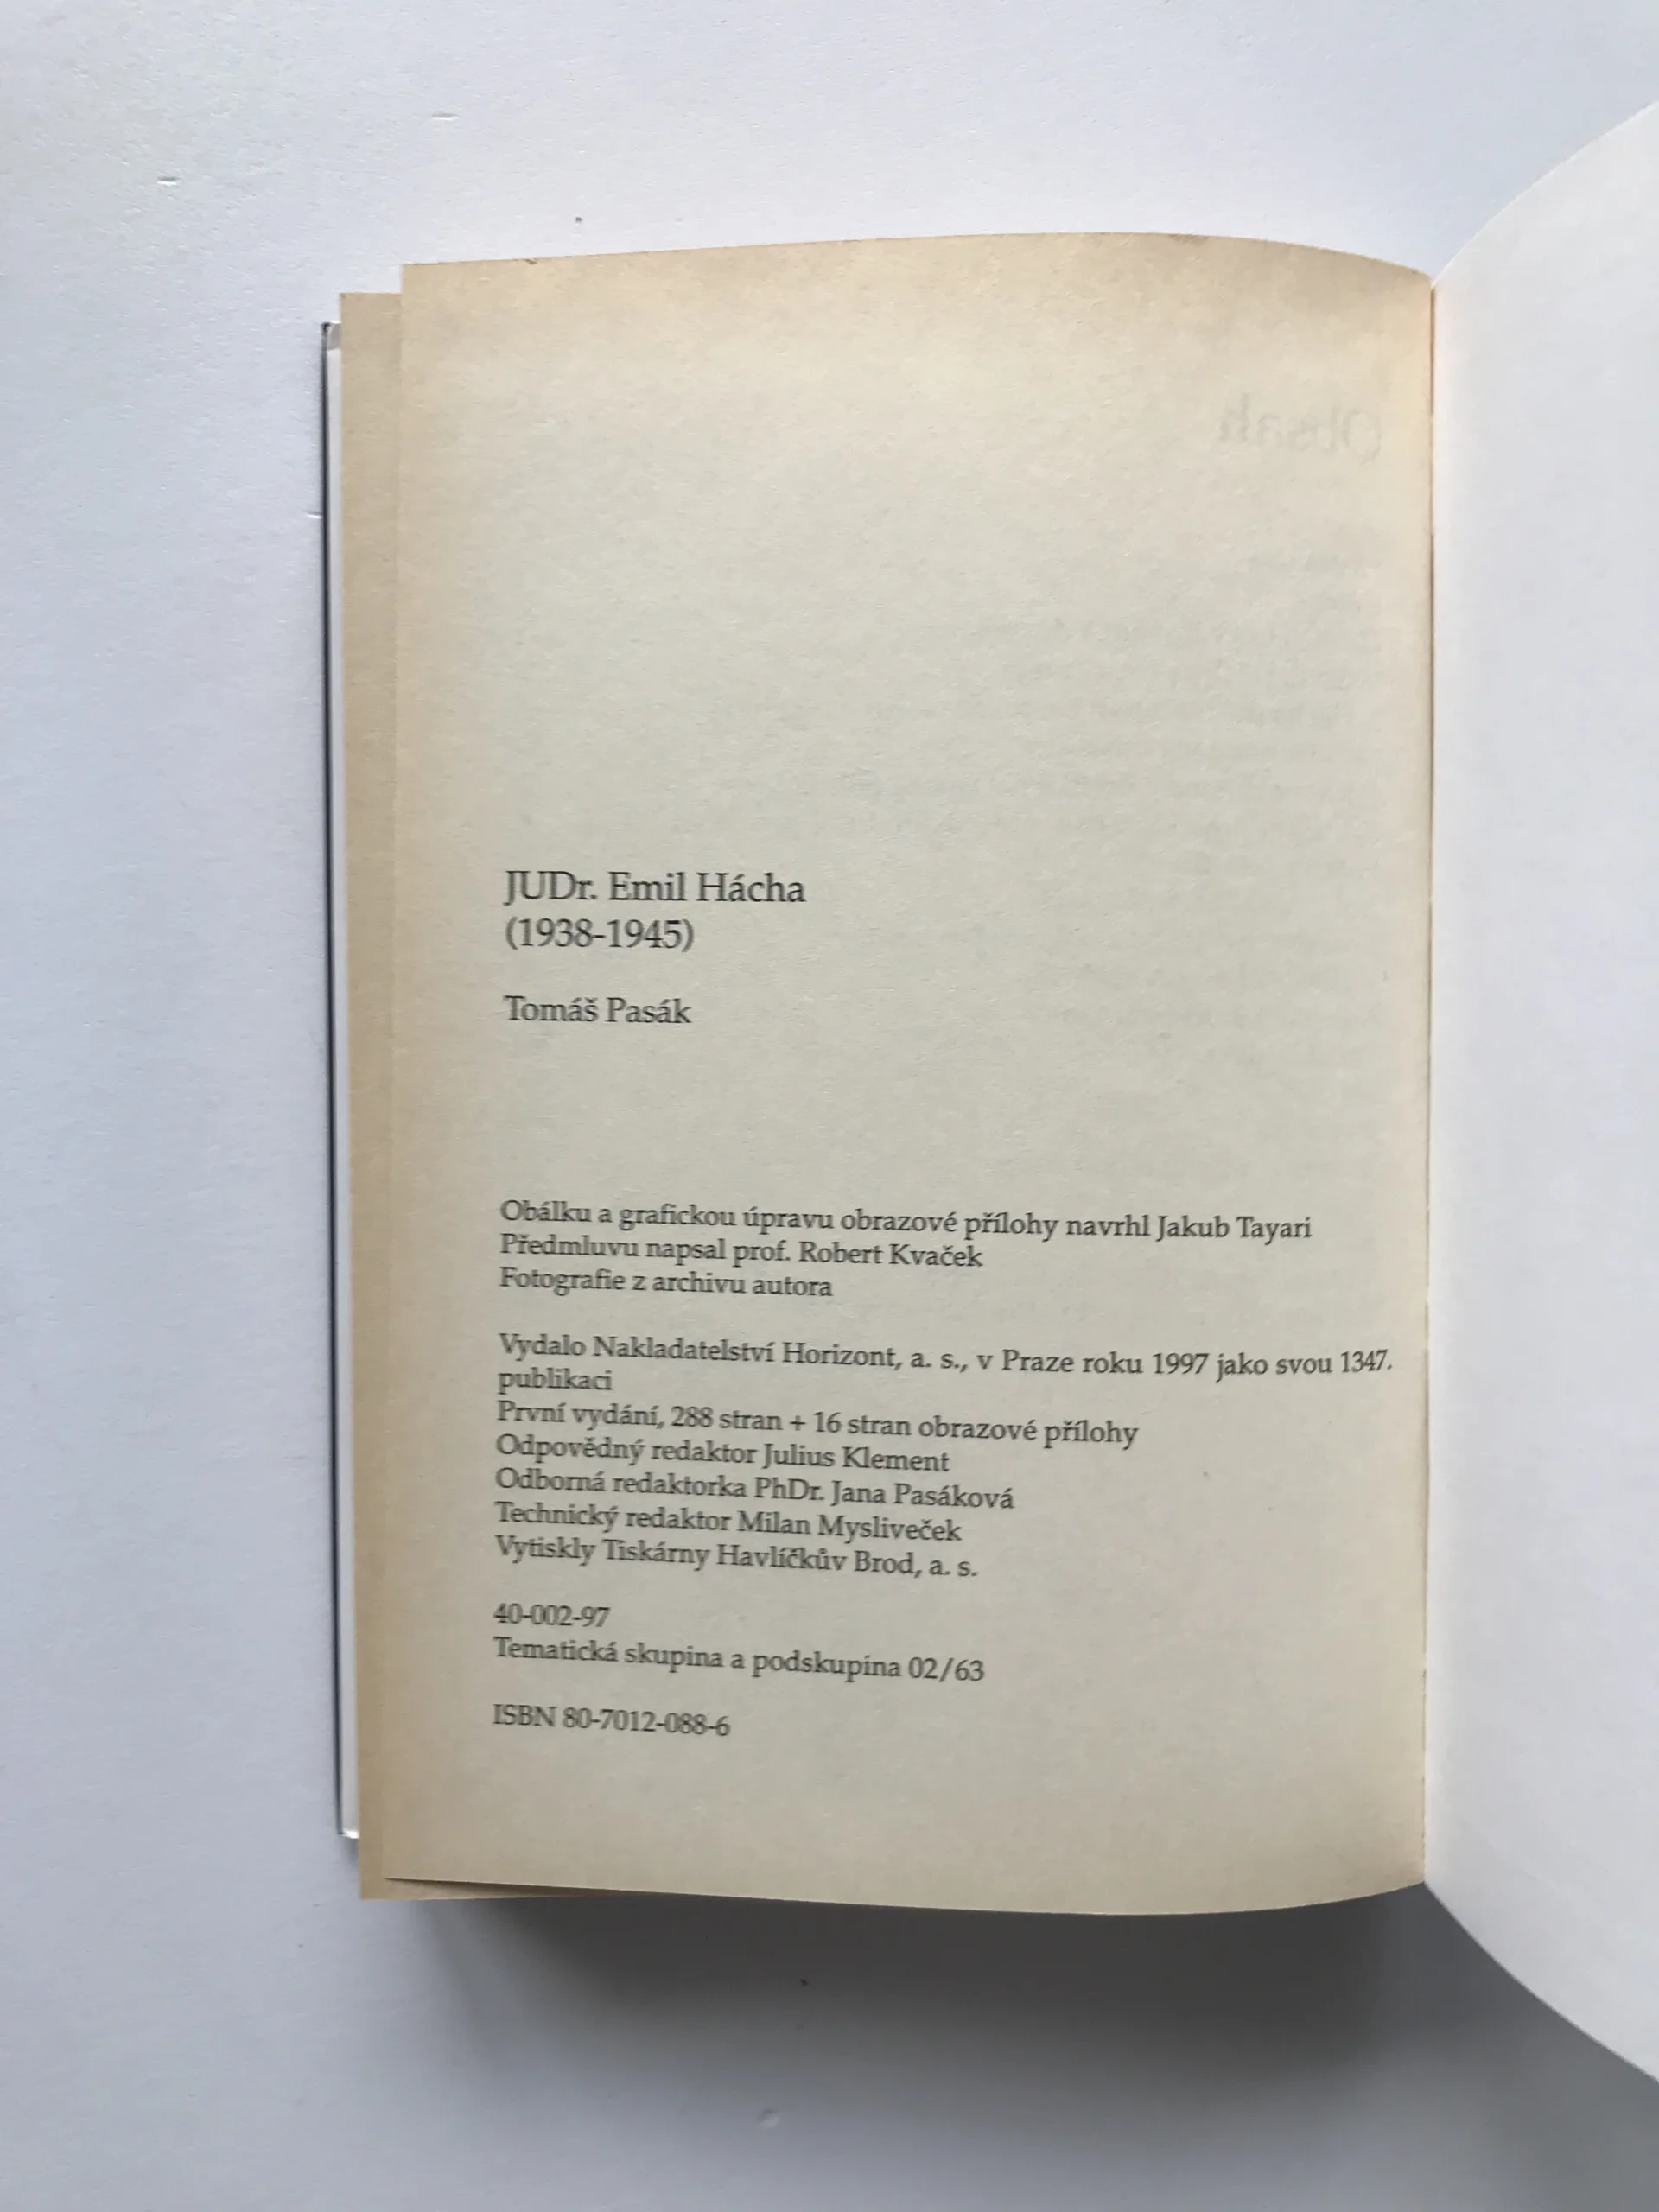 Obsah
JUDr. Emil Hácha
(1938-1945)
Tomáš Pasák
Obálku a grafickou úpravu obrazové přílohy navrhl Jakub Tayari
Předmluvu napsal prof. Robert Kvaček
Fotografie z archivu autora
Vydalo Nakladatelství Horizont, a. s., v Praze roku 1997 jako svou 1347.
publikaci
První vydání, 288 stran + 16 stran obrazové přílohy
Odpovědný redaktor Julius Klement
Odborná redaktorka PhDr. Jana Pasáková
Technický redaktor Milan Mysliveček
Vytiskly Tiskárny Havlíčkův Brod, a. s.
40-002-97
Tematická skupina a podskupina 02/63
ISBN 80-7012-088-6